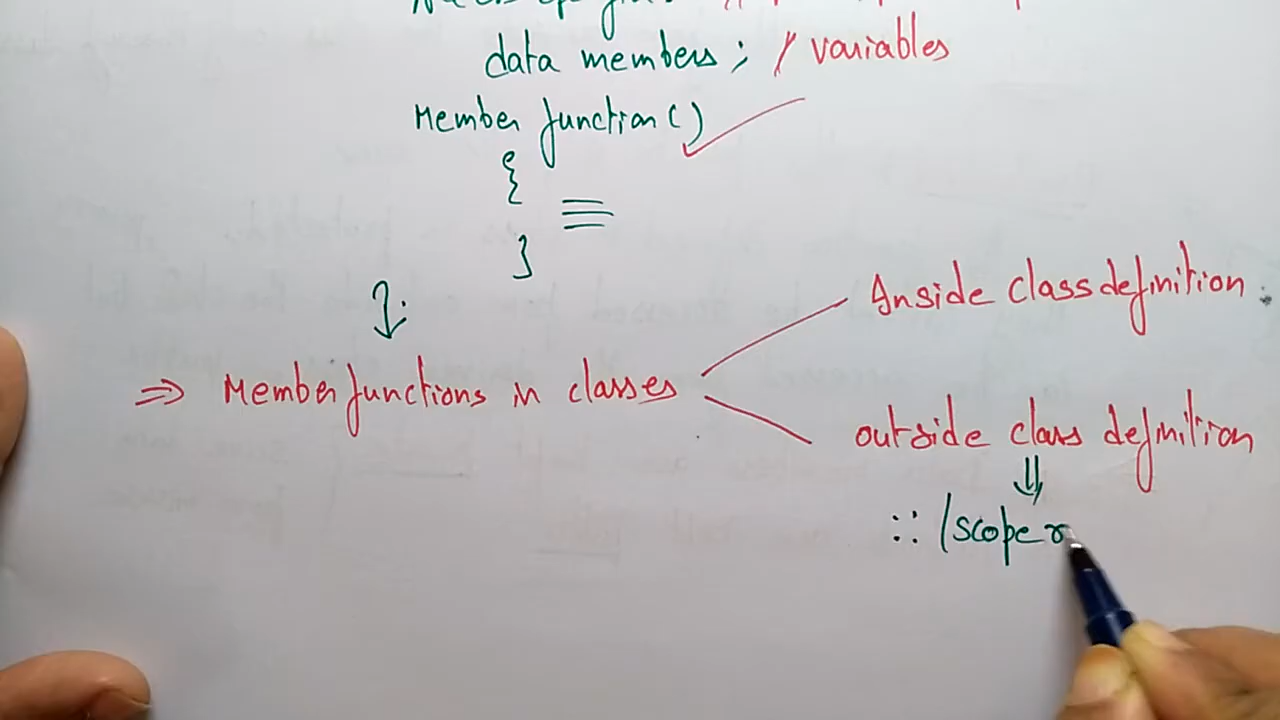 data members ; / variables
Member function()
{
}
⇒ Member functions in classes
Inside class definition.
outside class definition
:: /scope r